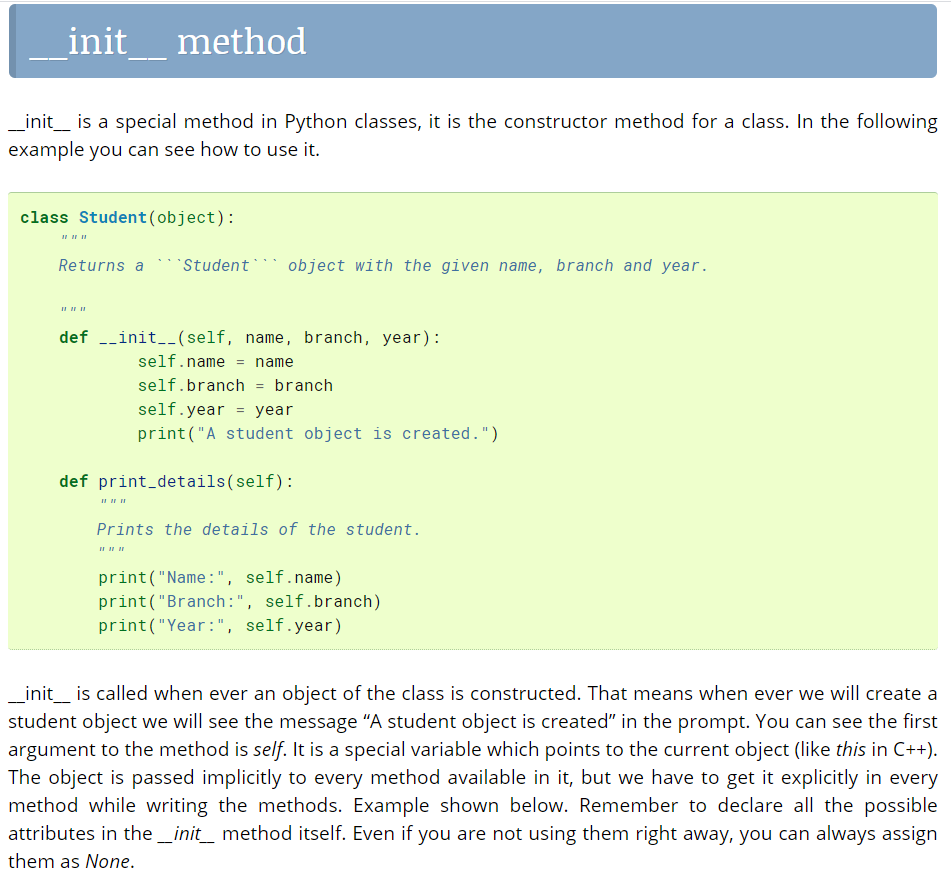 __init__ method
__init__ is a special method in Python classes, it is the constructor method for a class. In the following
example you can see how to use it.
class Student(object):
    """
    Returns a ```Student``` object with the given name, branch and year.

    """
    def __init__(self, name, branch, year):
            self.name = name
            self.branch = branch
            self.year = year
            print("A student object is created.")

    def print_details(self):
        """
        Prints the details of the student.
        """
        print("Name:", self.name)
        print("Branch:", self.branch)
        print("Year:", self.year)
__init__ is called when ever an object of the class is constructed. That means when ever we will create a
student object we will see the message “A student object is created” in the prompt. You can see the first
argument to the method is self. It is a special variable which points to the current object (like this in C++).
The object is passed implicitly to every method available in it, but we have to get it explicitly in every
method while writing the methods. Example shown below. Remember to declare all the possible
attributes in the __init__ method itself. Even if you are not using them right away, you can always assign
them as None.